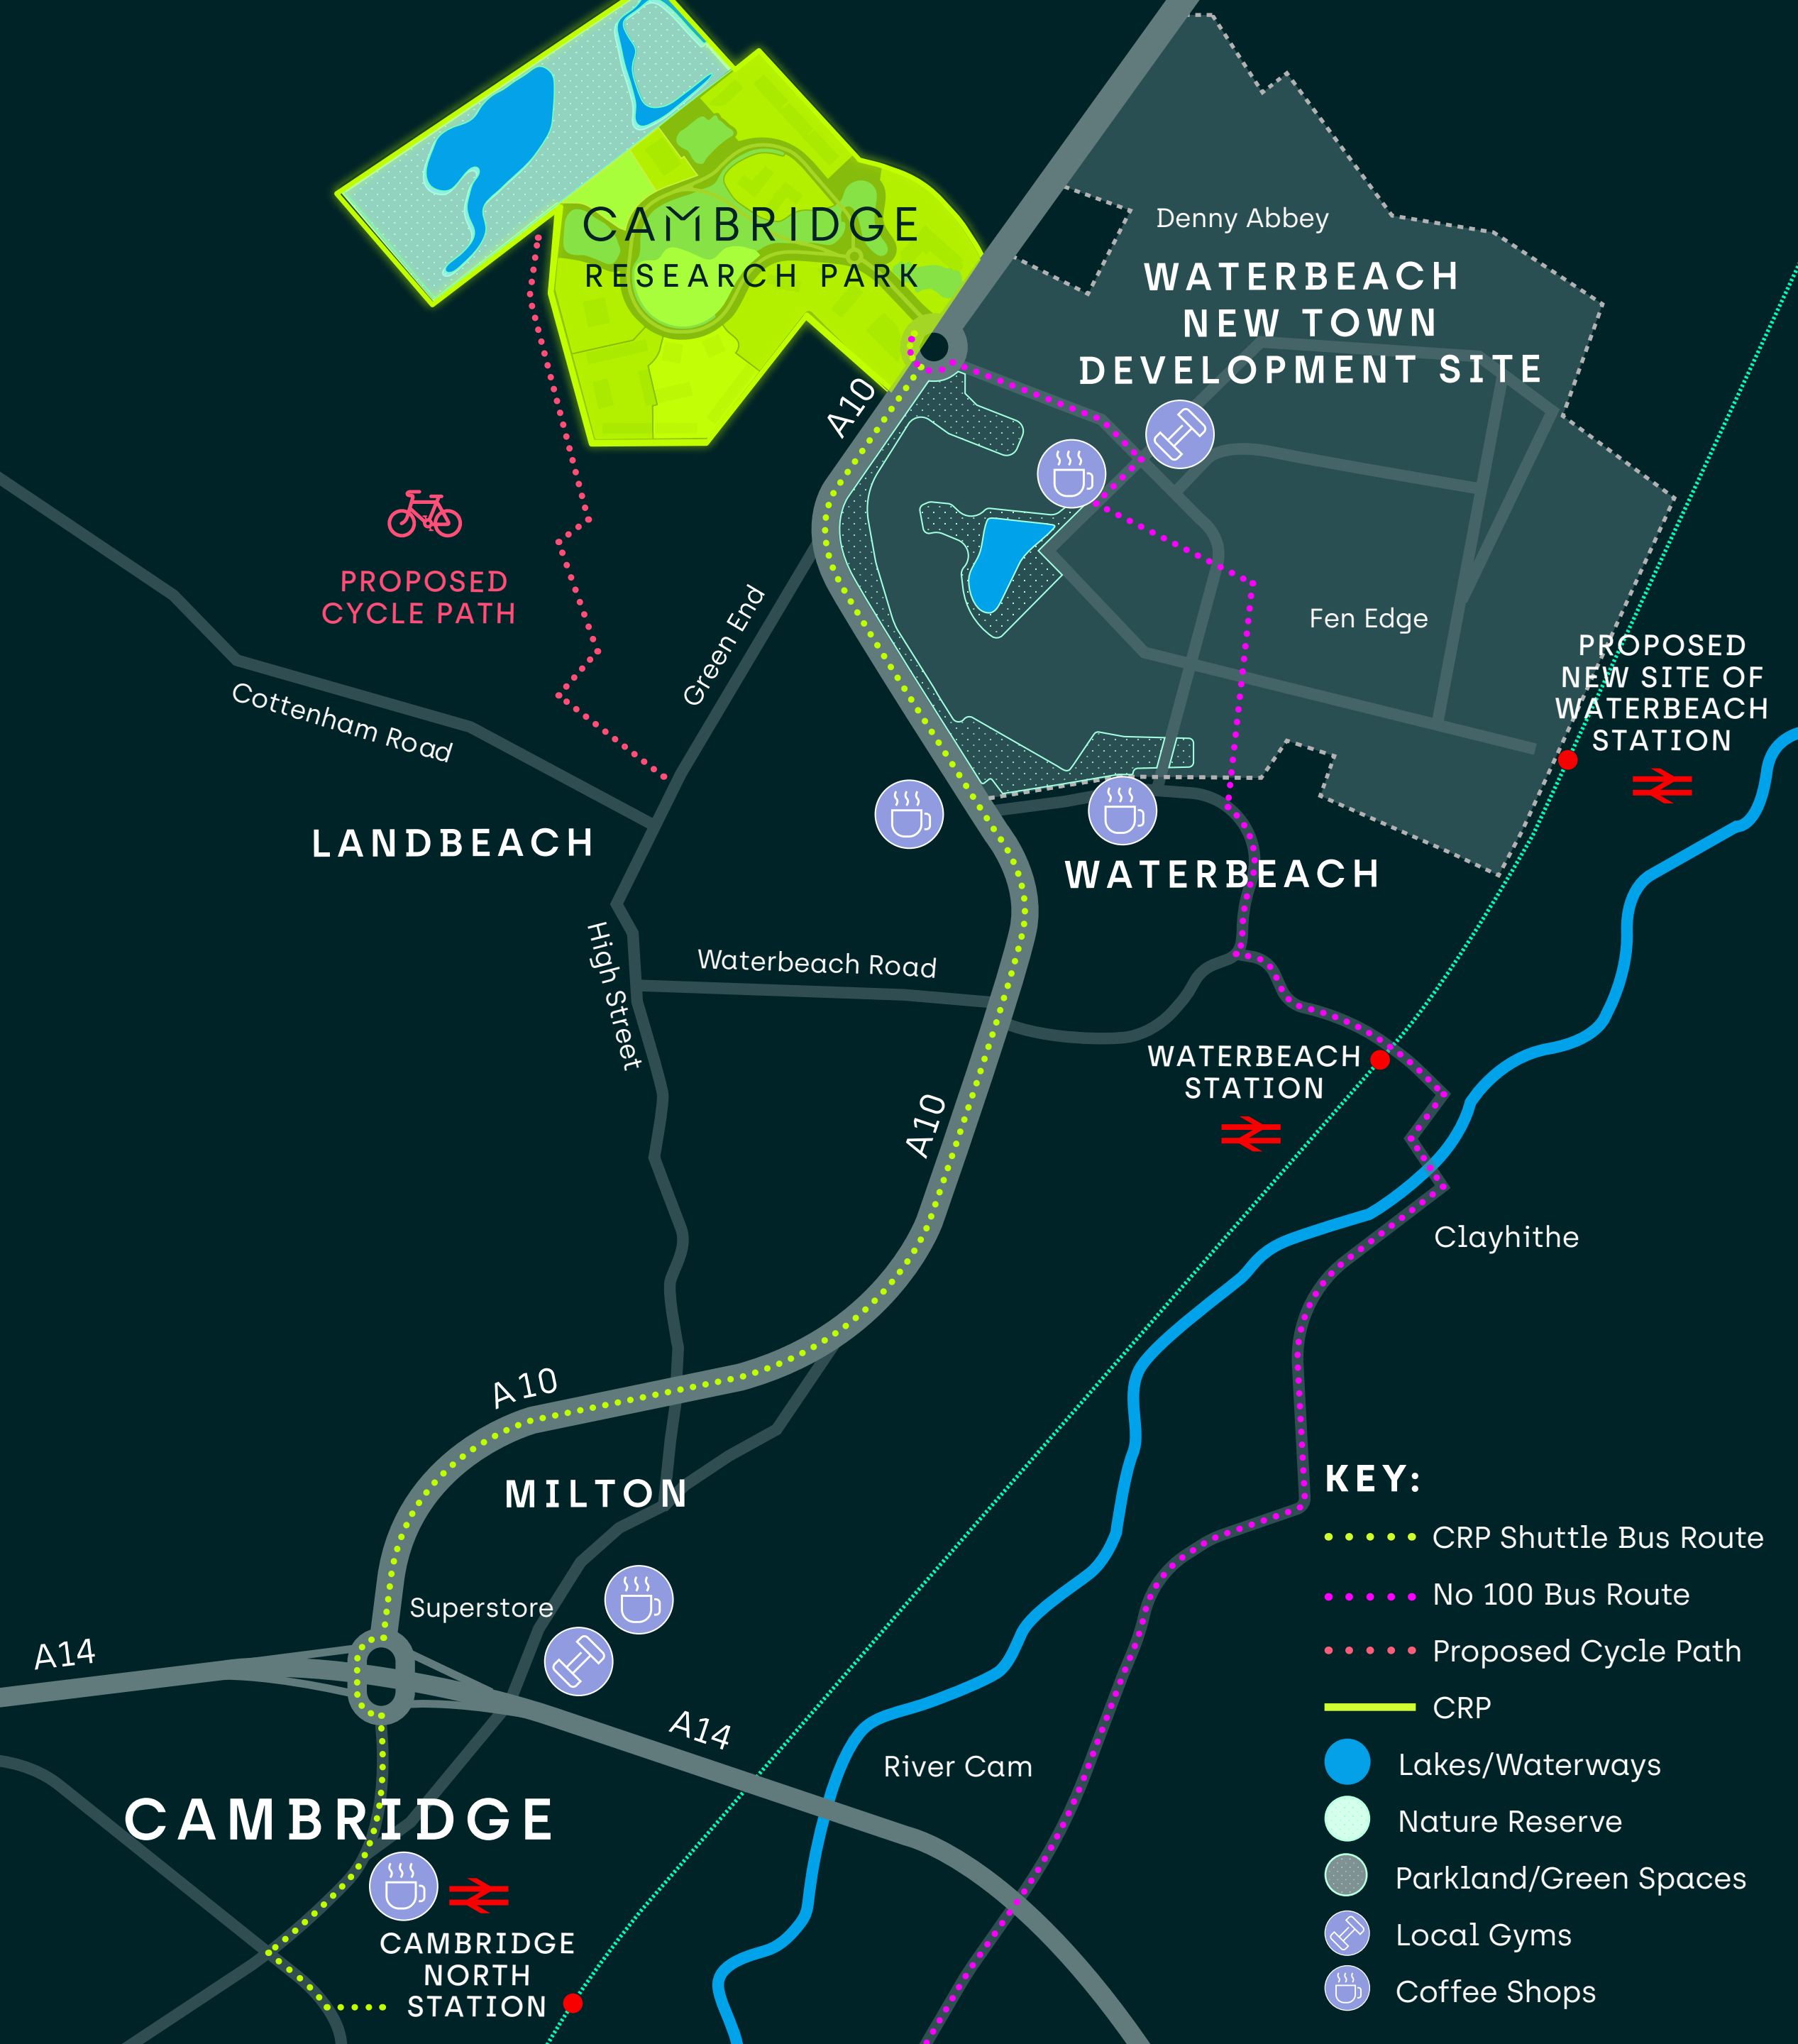 CAMBRIDGE
RESEARCH PARK
Denny Abbey
WATERBEACH
NEW TOWN
DEVELOPMENT SITE
A10
PROPOSED
CYCLE PATH
Green End
Fen Edge
PROPOSED
NEW SITE OF
WATERBEACH
STATION
Cottenham Road
LANDBEACH
WATERBEACH
High Street
Waterbeach Road
WATERBEACH
STATION
A10
Clayhithe
A10
MILTON
Superstore
A14
A14
River Cam
CAMBRIDGE
CAMBRIDGE
NORTH
STATION
KEY:
CRP Shuttle Bus Route
No 100 Bus Route
Proposed Cycle Path
CRP
Lakes/Waterways
Nature Reserve
Parkland/Green Spaces
Local Gyms
Coffee Shops